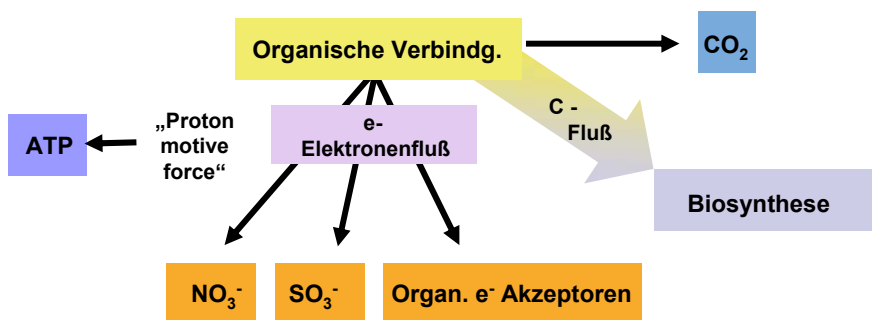 Organische Verbindg.
CO₂
C -
Fluß
e-
Elektronenfluß
„Proton
motive
force“
ATP
Biosynthese
NO₃⁻
SO₃⁻
Organ. e⁻ Akzeptoren